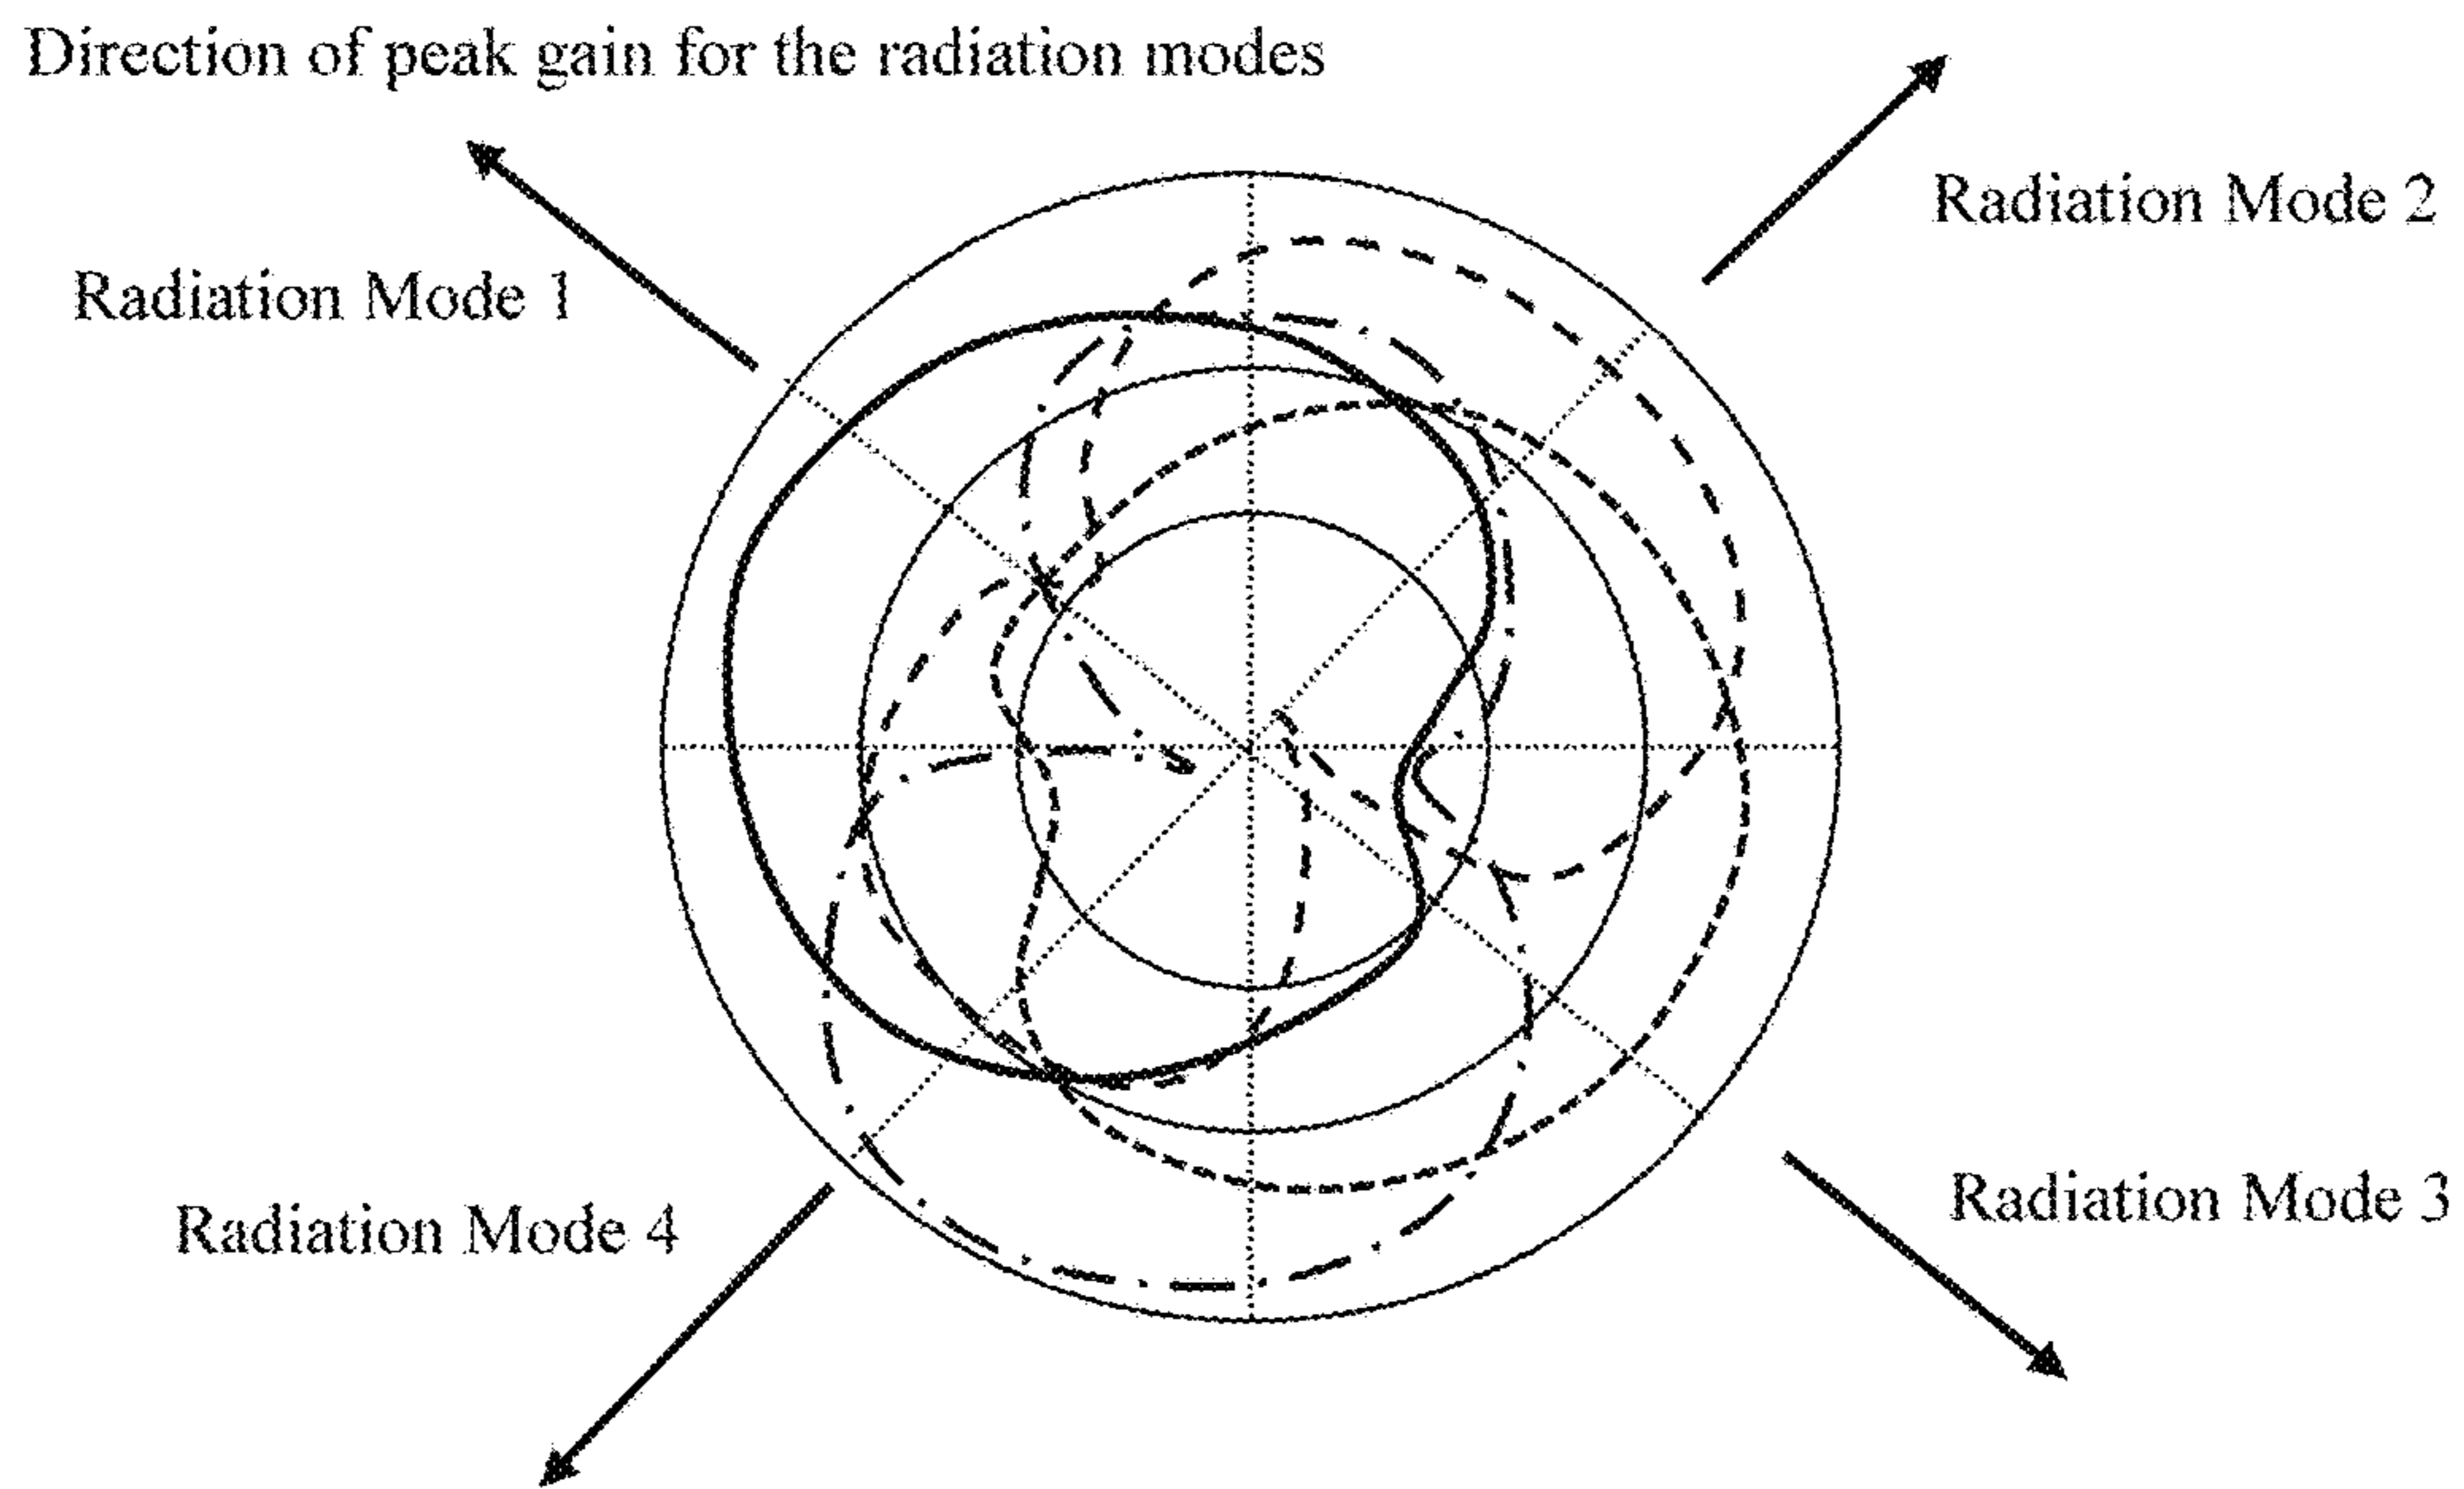 Direction of peak gain for the radiation modes
Radiation Mode 2
Radiation Mode 1
Radiation Mode 3
Radiation Mode 4